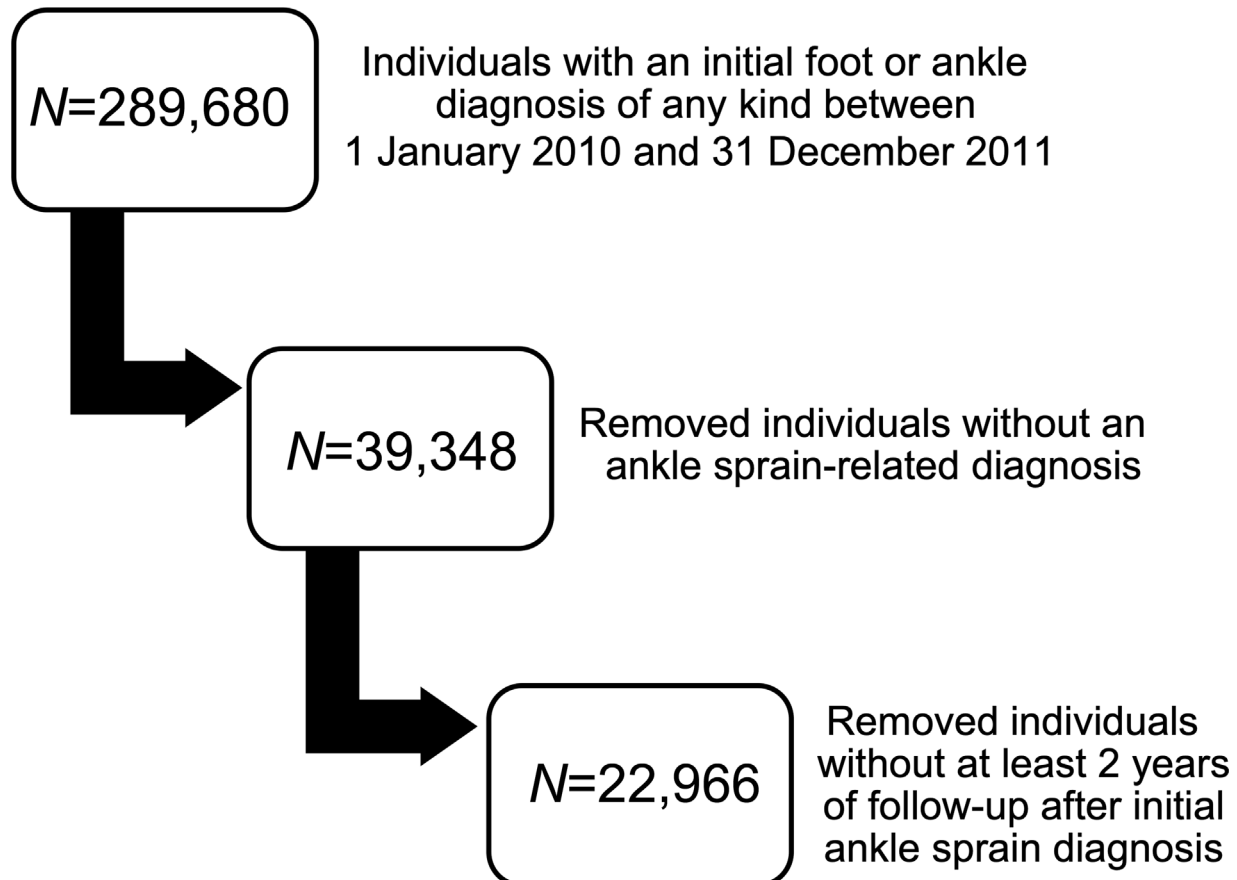 N=289,680
Individuals with an initial foot or ankle
diagnosis of any kind between
1 January 2010 and 31 December 2011
N=39,348
Removed individuals without an
ankle sprain-related diagnosis
N=22,966
Removed individuals
without at least 2 years
of follow-up after initial
ankle sprain diagnosis